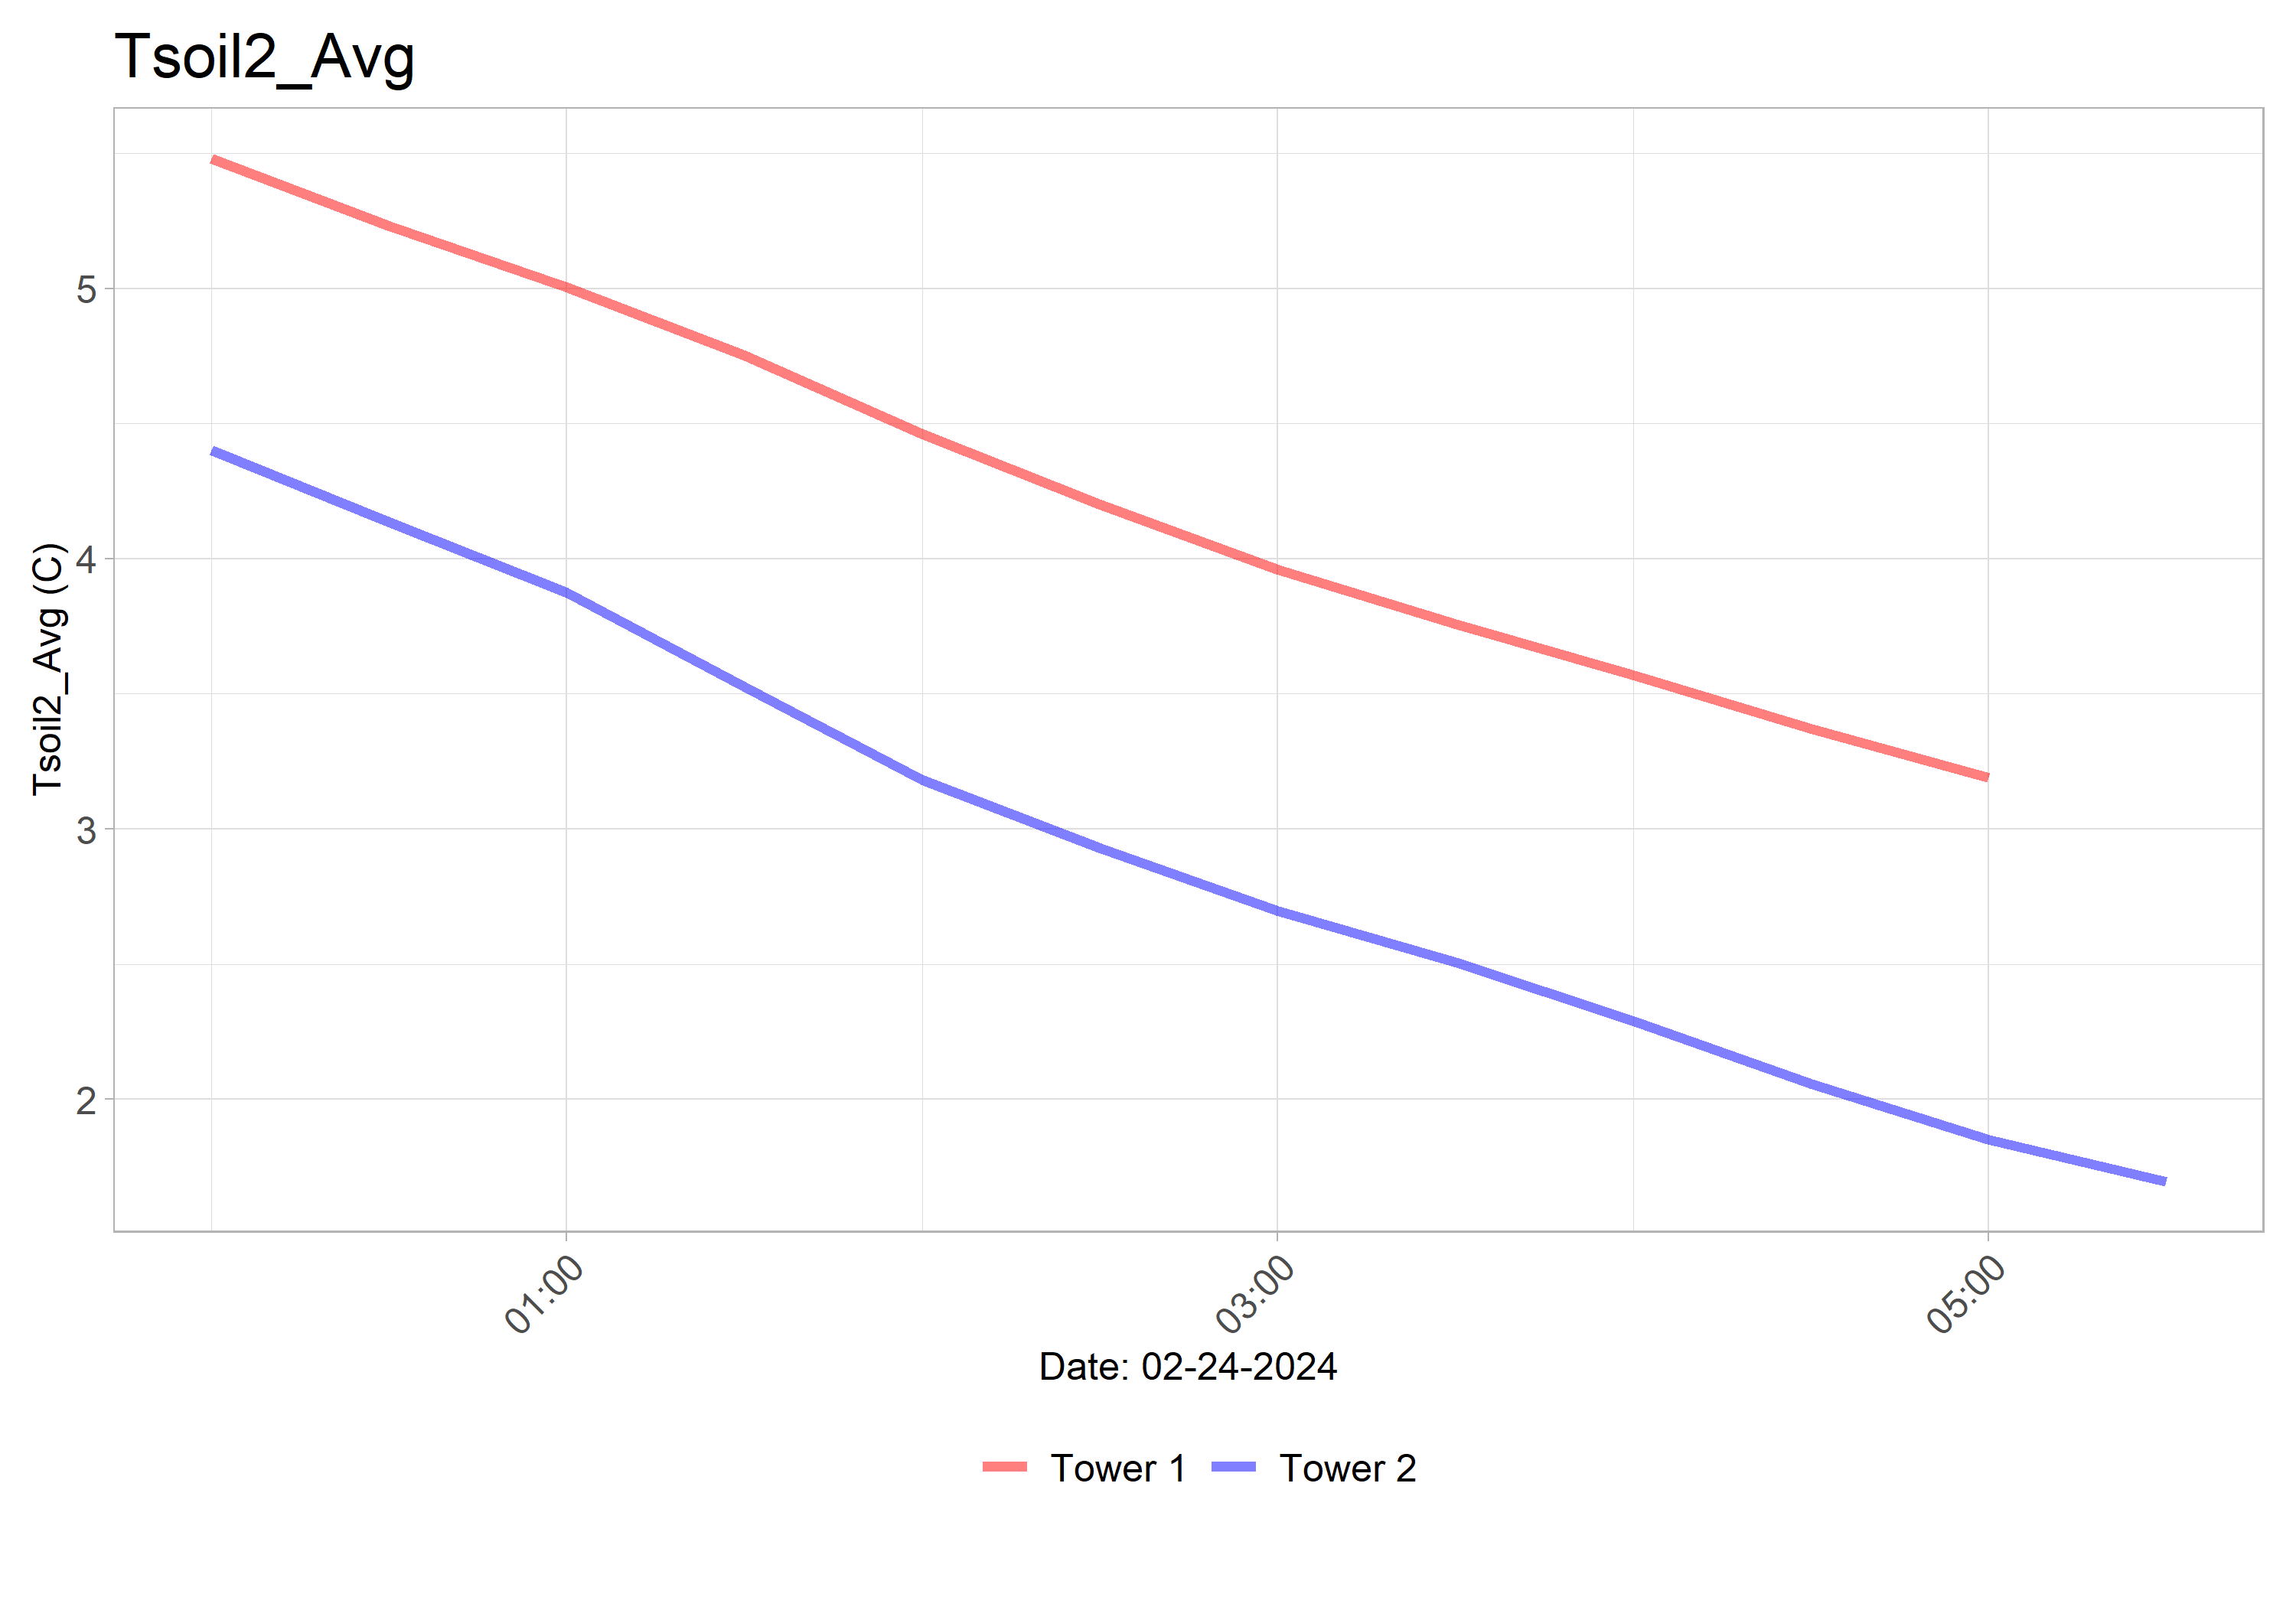 Tsoil2_Avg
Tsoil2_Avg (C)
5
4
3
2
01:00 03:00 05:00
Date: 02-24-2024
Tower 1 Tower 2